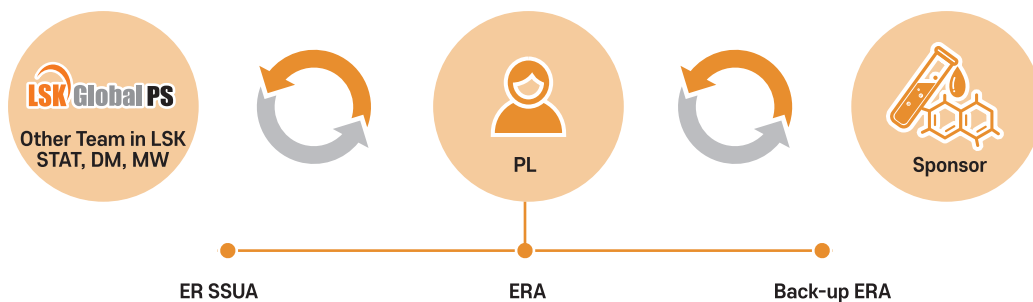 LSK Global PS
Other Team in LSK
STAT, DM, MW
PL
Sponsor
ER SSUA
ERA
Back-up ERA